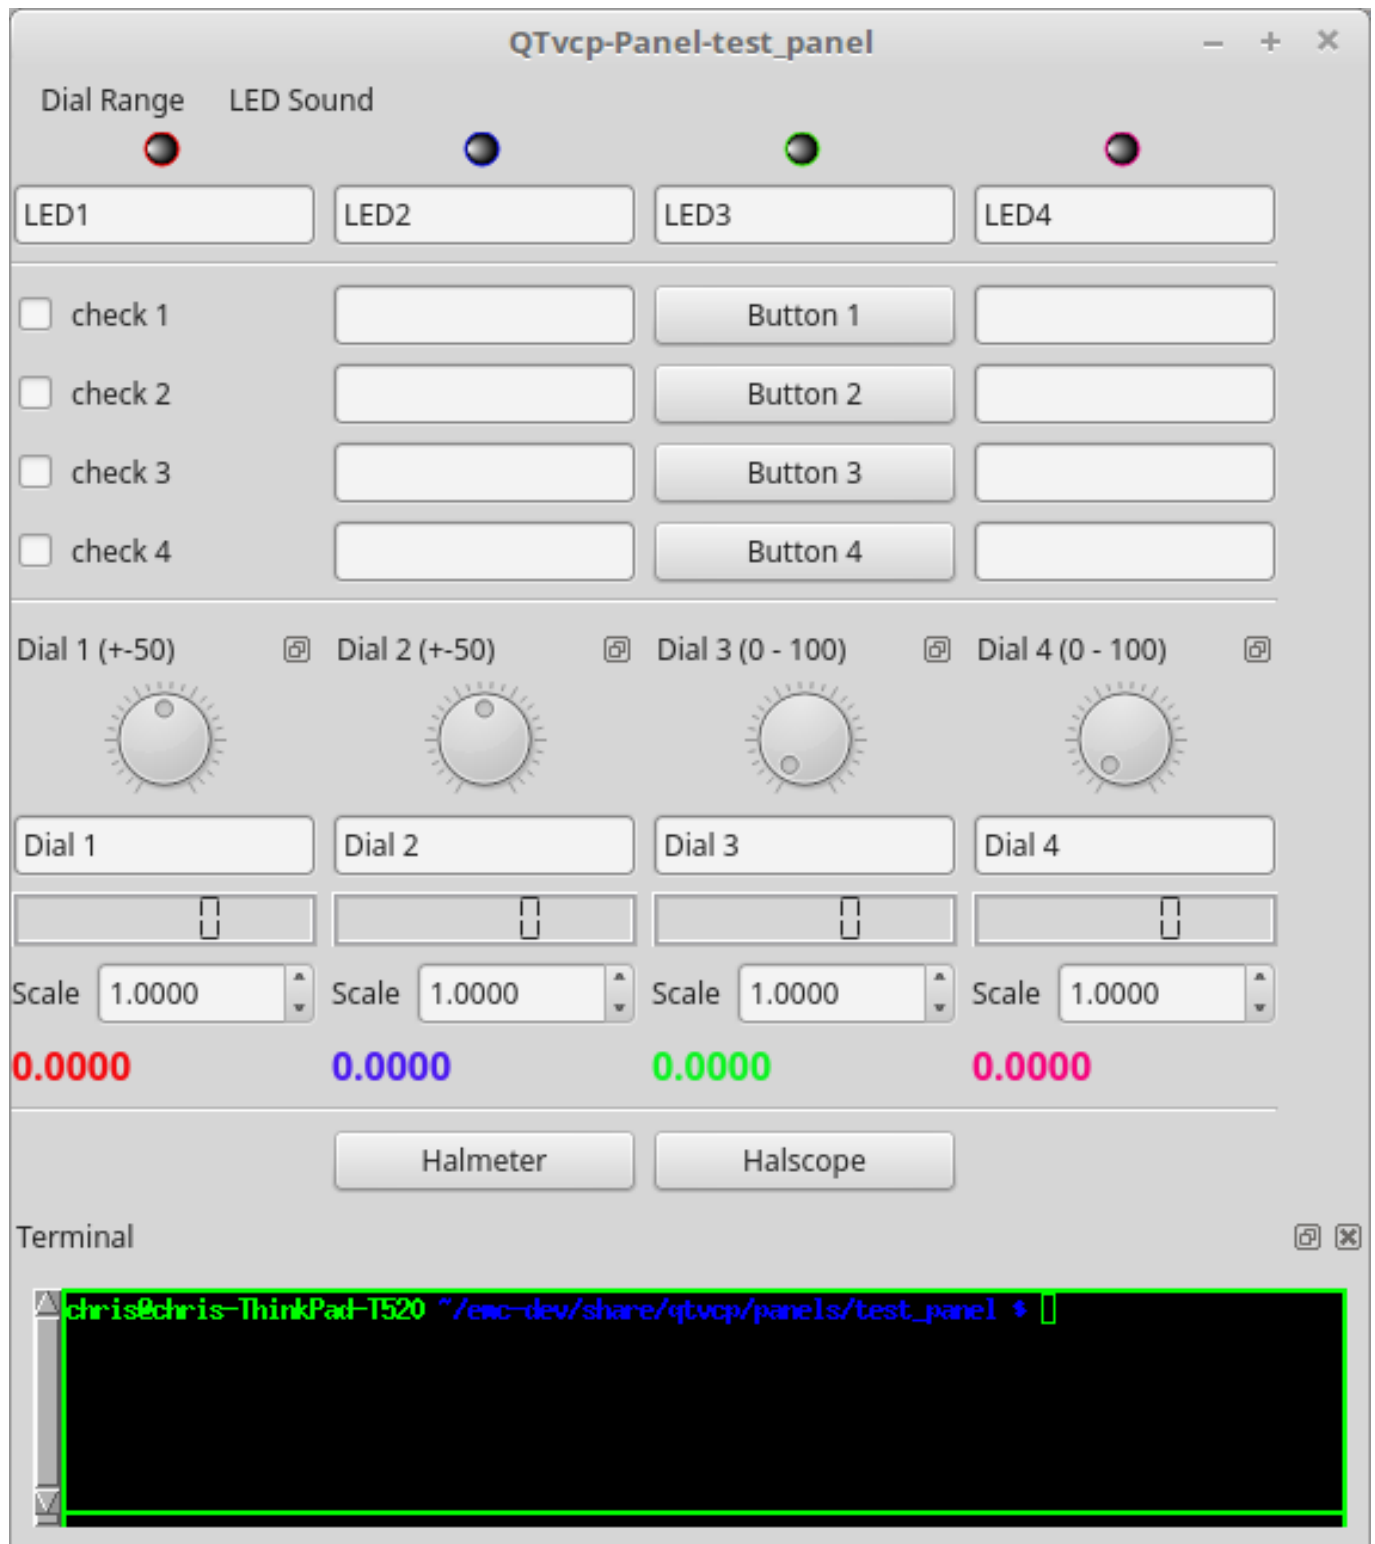 QTvcp-Panel-test_panel
Dial Range LED Sound
LED1 LED2 LED3 LED4
check 1 Button 1
check 2 Button 2
check 3 Button 3
check 4 Button 4
Dial 1 (+-50) Dial 2 (+-50) Dial 3 (0 - 100) Dial 4 (0 - 100)
Dial 1 Dial 2 Dial 3 Dial 4
0 0 0 0
Scale 1.0000 Scale 1.0000 Scale 1.0000 Scale 1.0000
0.0000 0.0000 0.0000 0.0000
Halmeter Halscope
Terminal
chris@chris-ThinkPad-T520 ~/emc-dev/share/qtvcp/panels/test_panel $